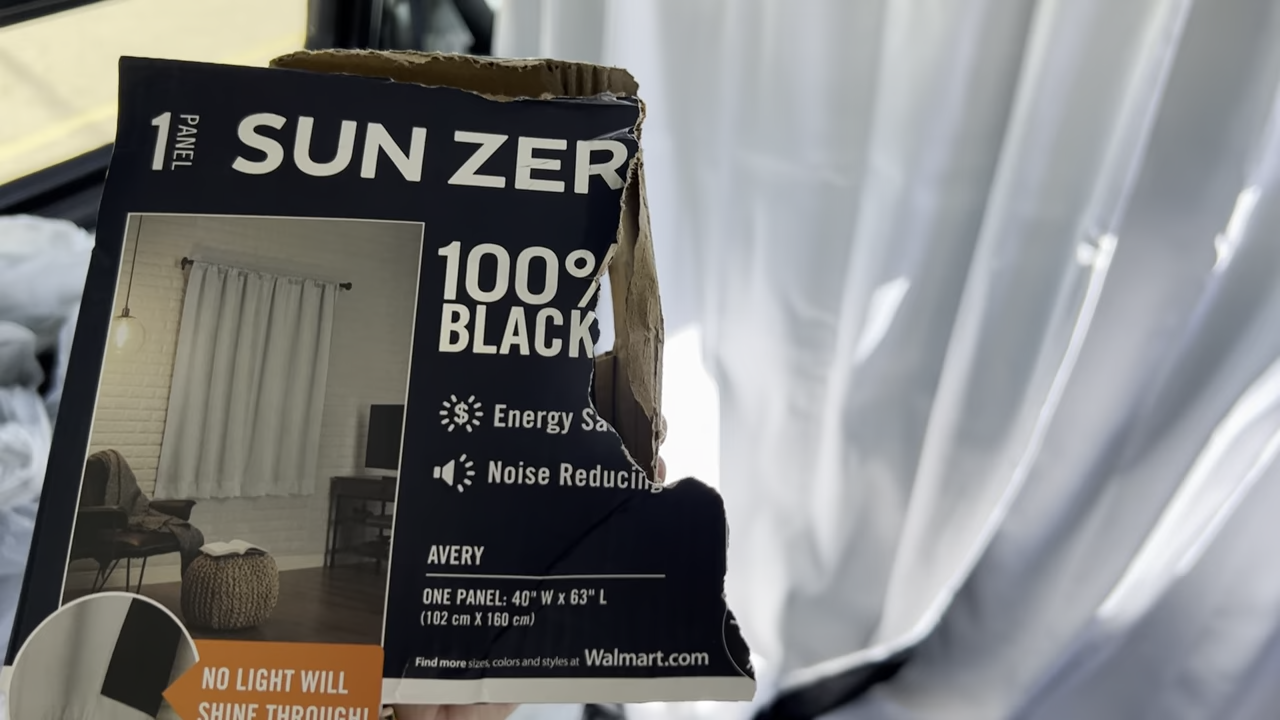 1 PANEL
SUN ZER
100%
BLACK
Energy Sa
Noise Reducing
AVERY
ONE PANEL: 40" W x 63" L
(102 cm X 160 cm)
Find more sizes, colors and styles at Walmart.com
NO LIGHT WILL
SHINE THROUGH!